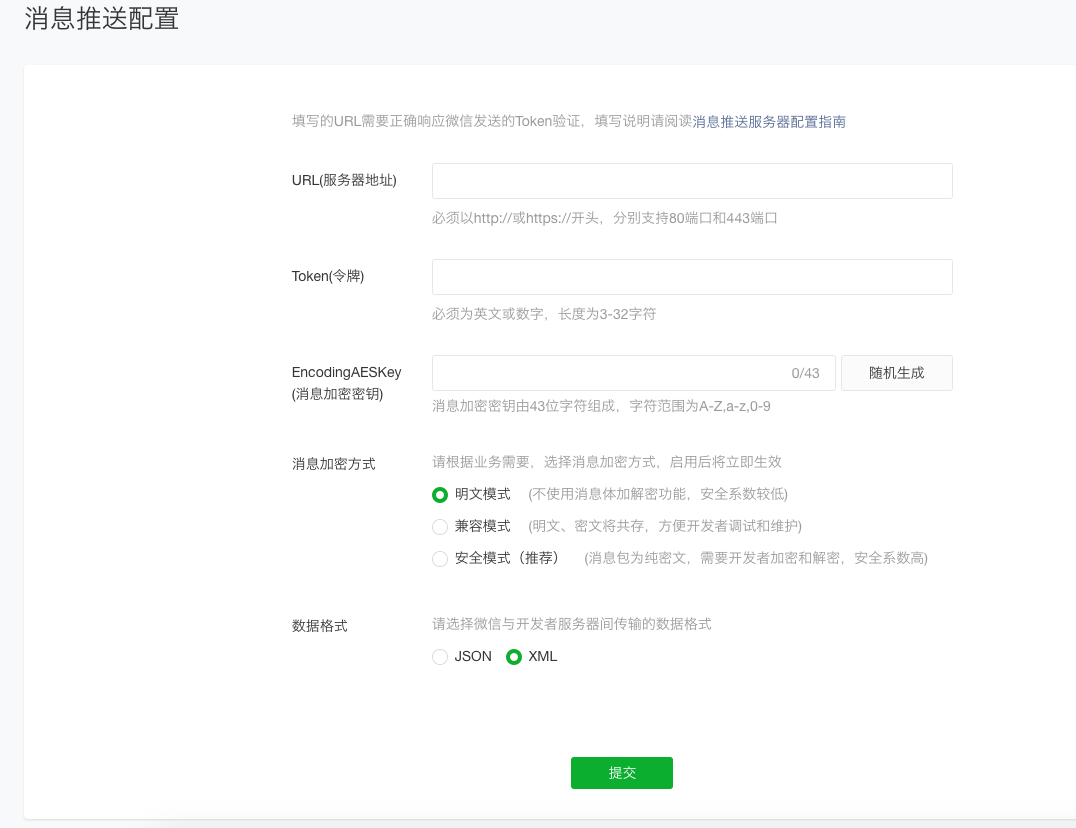 消息推送配置
填写的URL需要正确响应微信发送的Token验证，填写说明请阅读消息推送服务器配置指南
URL(服务器地址)
必须以http://或https://开头，分别支持80端口和443端口
Token(令牌)
必须为英文或数字，长度为3-32字符
EncodingAESKey
(消息加密密钥)
0/43
随机生成
消息加密密钥由43位字符组成，字符范围为A-Z,a-z,0-9
消息加密方式
请根据业务需要，选择消息加密方式，启用后将立即生效
明文模式 (不使用消息体加解密功能，安全系数较低)
兼容模式 (明文、密文将共存，方便开发者调试和维护)
安全模式（推荐） (消息包为纯密文，需要开发者加密和解密，安全系数高)
数据格式
请选择微信与开发者服务器间传输的数据格式
JSON XML
提交